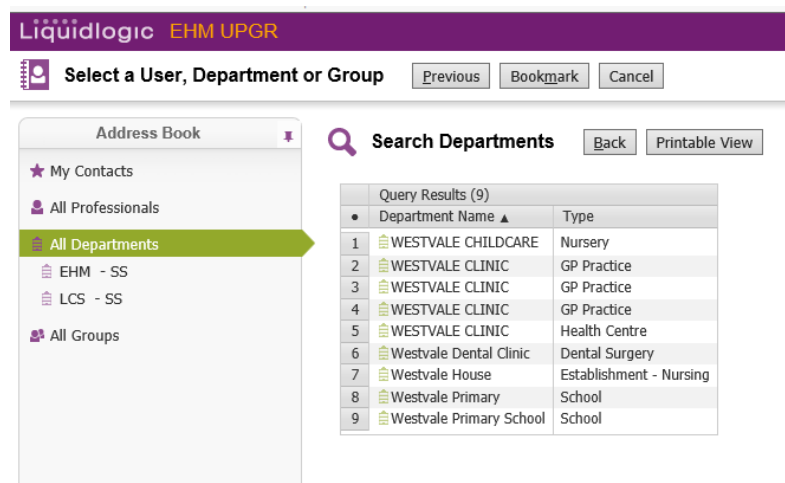 Liquidlogic EHM UPGR
Select a User, Department or Group Previous Bookmark Cancel
Address Book
My Contacts
All Professionals
All Departments
EHM - SS
LCS - SS
All Groups
Search Departments Back Printable View
Query Results (9)
● Department Name ▲ Type
1 WESTVALE CHILDCARE Nursery
2 WESTVALE CLINIC GP Practice
3 WESTVALE CLINIC GP Practice
4 WESTVALE CLINIC GP Practice
5 WESTVALE CLINIC Health Centre
6 Westvale Dental Clinic Dental Surgery
7 Westvale House Establishment - Nursing
8 Westvale Primary School
9 Westvale Primary School School